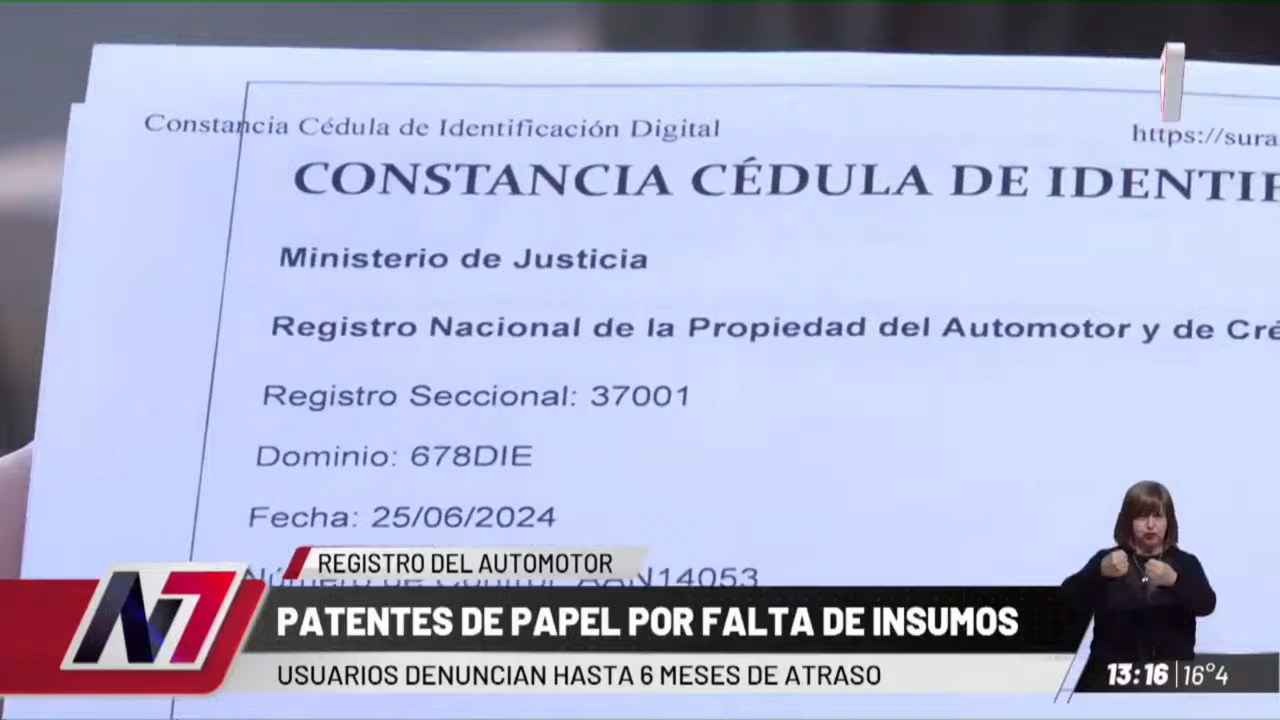 Constancia Cédula de Identificación Digital
https://sura
CONSTANCIA CÉDULA DE
Ministerio de Justicia
Registro Nacional de la Propiedad del Automotor y de
Registro Seccional: 37001
Dominio: 678DIE
Fecha: 25/06/2024
REGISTRO DEL AUTOMOTOR
PATENTES DE PAPEL POR FALTA DE INSUMOS
USUARIOS DENUNCIAN HASTA 6 MESES DE ATRASO
N7
13:16 16°4